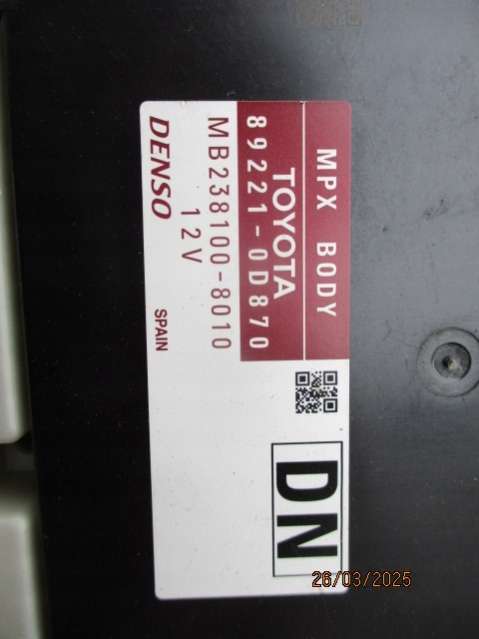 MPX BODY
TOYOTA
89221-0D870
MB238100-8010
12V
DENSO
SPAIN
DN
26/03/2025